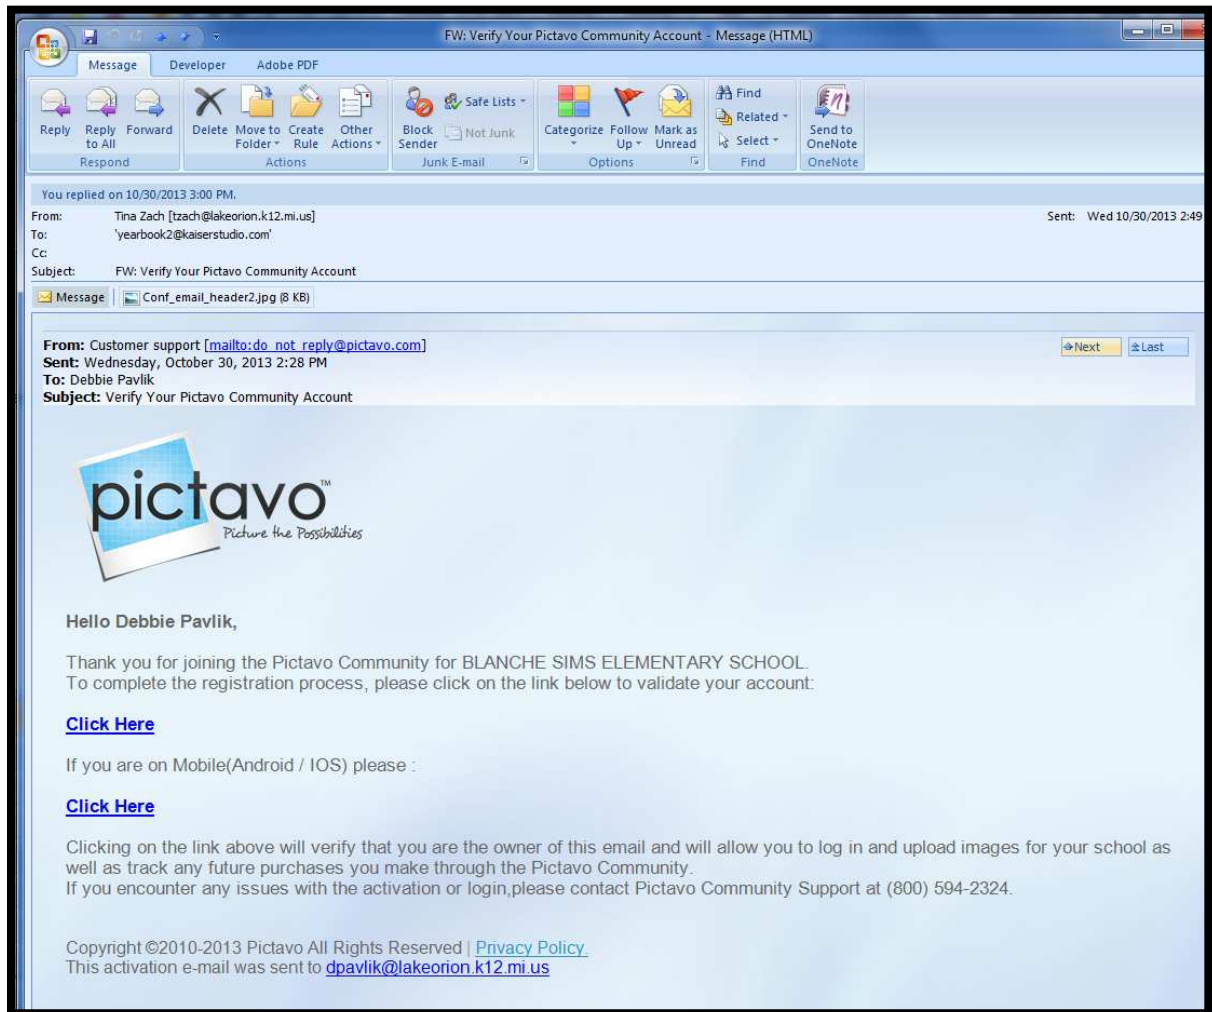 FW: Verify Your Pictavo Community Account - Message (HTML)
Message Developer Adobe PDF
Reply Reply to All Forward Delete Move to Folder Create Rule Other Actions Block Sender Safe Lists Not Junk Categorize Follow Up Mark as Unread Find Related Select Send to OneNote
Respond Actions Junk E-mail Options Find OneNote
You replied on 10/30/2013 3:00 PM.
From: Tina Zach [tzach@lakeorion.k12.mi.us] Sent: Wed 10/30/2013 2:49
To: 'yearbook2@kaiserstudio.com'
Cc:
Subject: FW: Verify Your Pictavo Community Account
Message Conf_email_header2.jpg (8 KB)
From: Customer support [mailto:do_not_reply@pictavo.com] Next Last
Sent: Wednesday, October 30, 2013 2:28 PM
To: Debbie Pavlik
Subject: Verify Your Pictavo Community Account
pictavo™
Picture the Possibilities
Hello Debbie Pavlik,
Thank you for joining the Pictavo Community for BLANCHE SIMS ELEMENTARY SCHOOL.
To complete the registration process, please click on the link below to validate your account:
Click Here
If you are on Mobile(Android / IOS) please :
Click Here
Clicking on the link above will verify that you are the owner of this email and will allow you to log in and upload images for your school as
well as track any future purchases you make through the Pictavo Community.
If you encounter any issues with the activation or login,please contact Pictavo Community Support at (800) 594-2324.
Copyright ©2010-2013 Pictavo All Rights Reserved | Privacy Policy.
This activation e-mail was sent to dpavlik@lakeorion.k12.mi.us